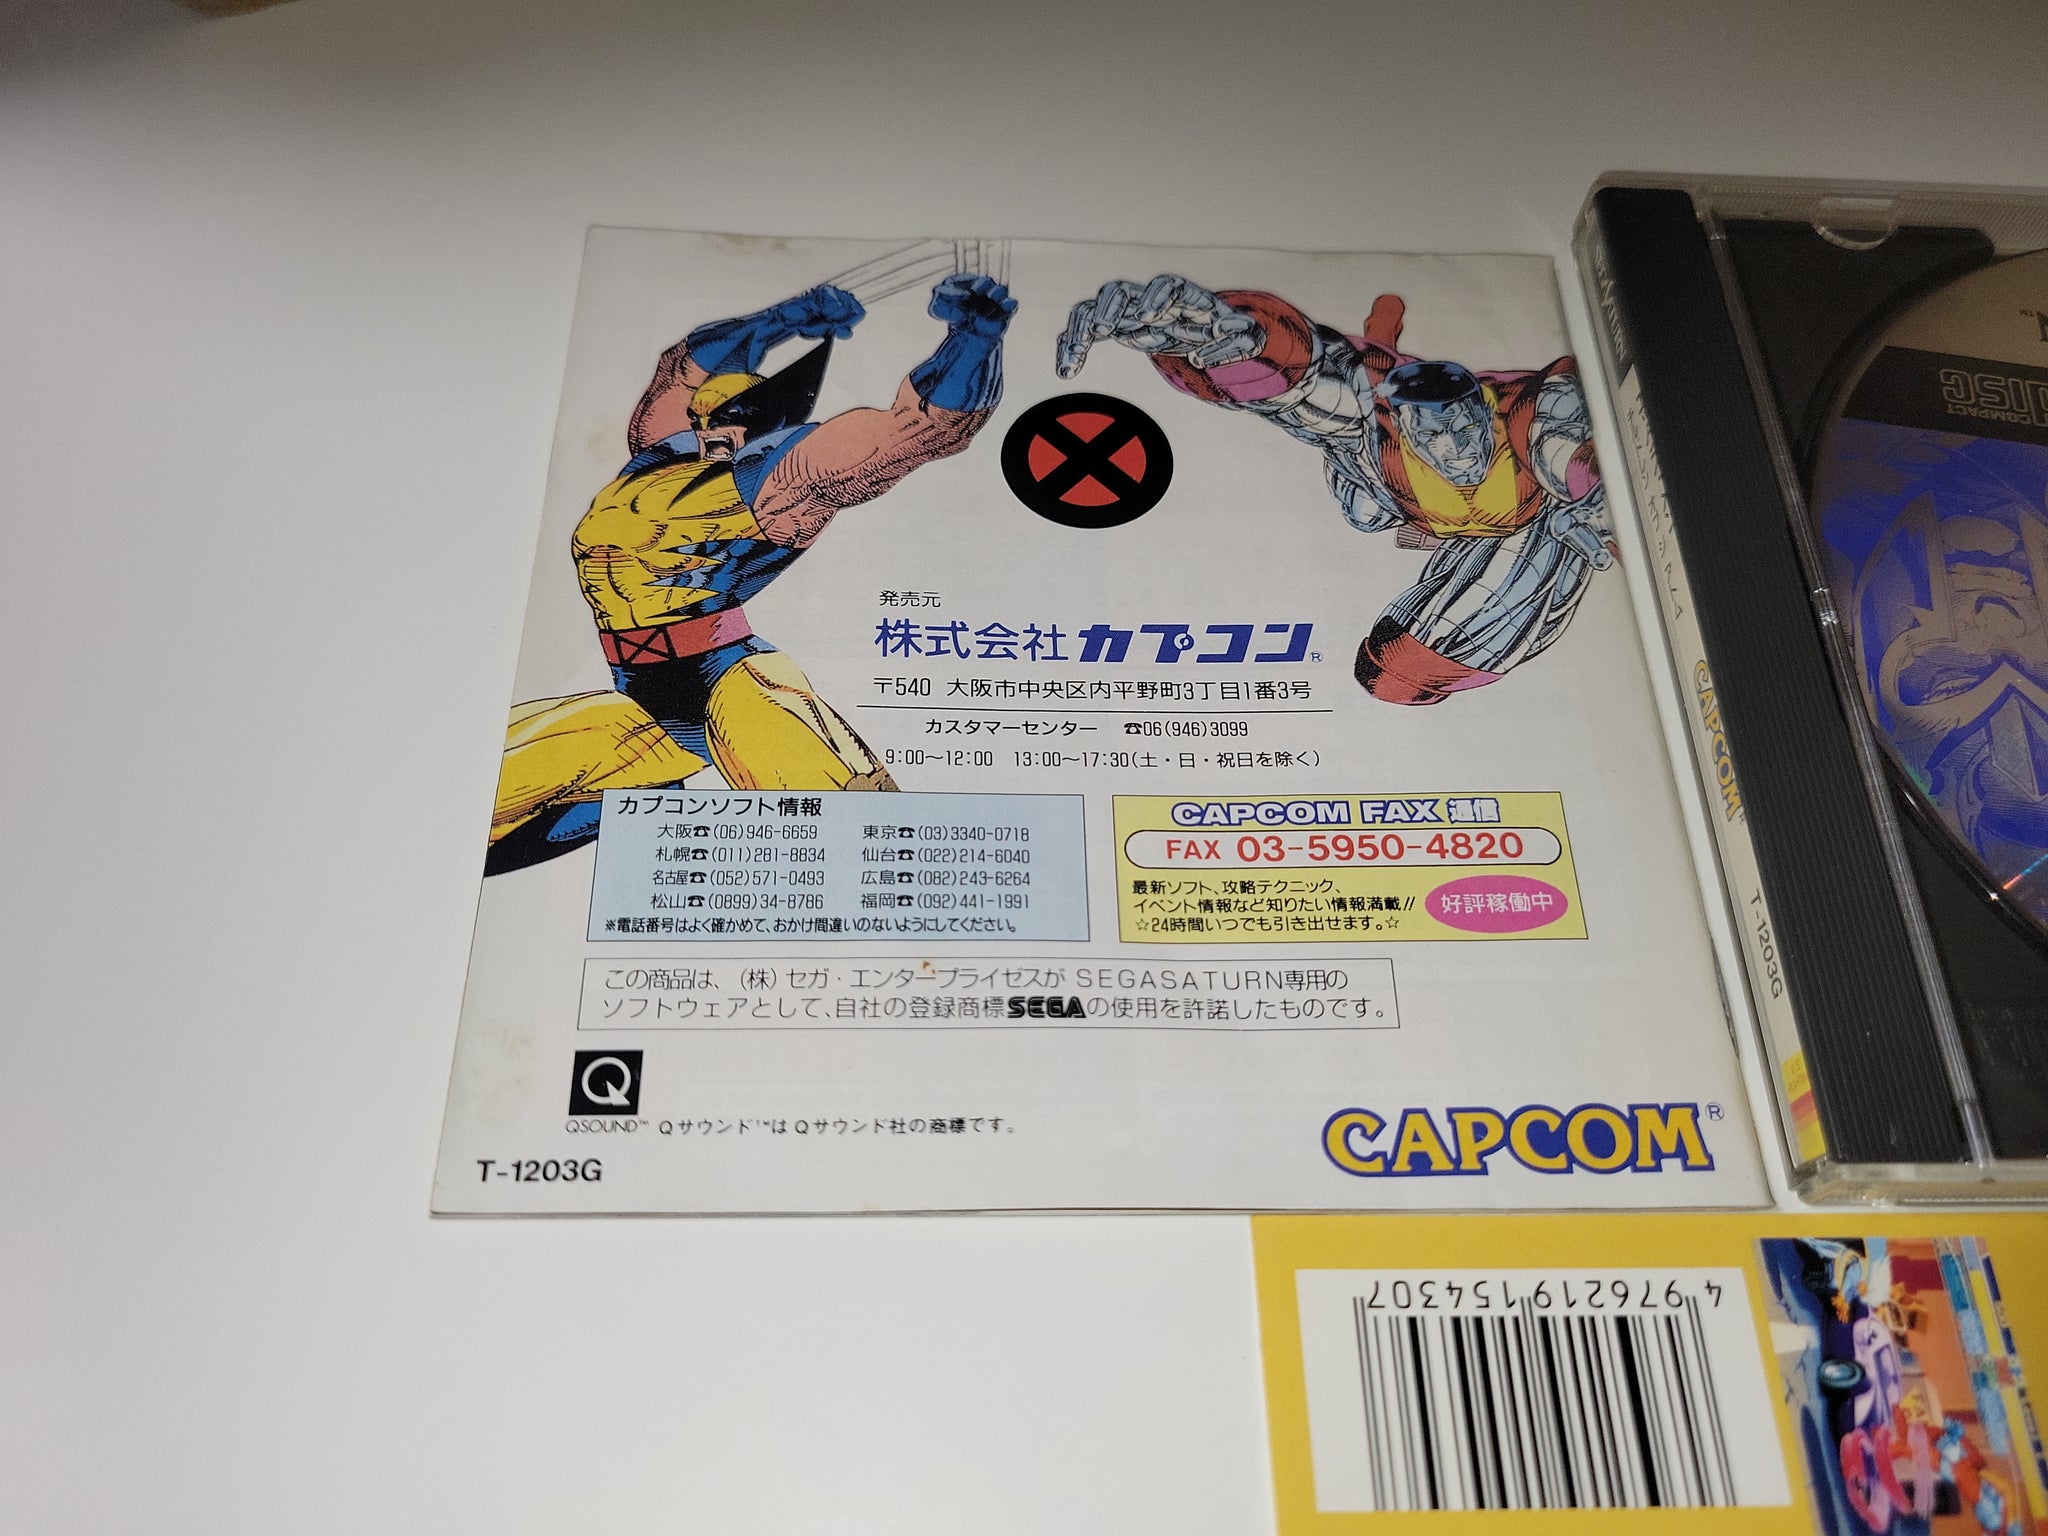 発売元
株式会社カプコン®
〒540 大阪市中央区内平野町3丁目1番3号
カスタマーセンター ☎06(946)3099
9:00〜12:00 13:00〜17:30(土・日・祝日を除く)
カプコンソフト情報
大阪☎(06)946-6659 東京☎(03)3340-0718
札幌☎(011)281-8834 仙台☎(022)214-6040
名古屋☎(052)571-0493 広島☎(082)243-6264
松山☎(0899)34-8786 福岡☎(092)441-1991
※電話番号はよく確かめて、おかけ間違いのないようにしてください。
CAPCOM FAX 通信
FAX 03-5950-4820
最新ソフト、攻略テクニック、
イベント情報など知りたい情報満載!!
☆24時間いつでも引き出せます。☆
好評稼働中
この商品は、(株)セガ・エンタープライゼスがSEGASATURN専用の
ソフトウェアとして、自社の登録商標SEGAの使用を許諾したものです。
Q
QSOUND™ Qサウンド™はQサウンド社の商標です。
T-1203G
CAPCOM®
CAPCOM
T-1203G
COMPACT
DISC
4976219154307